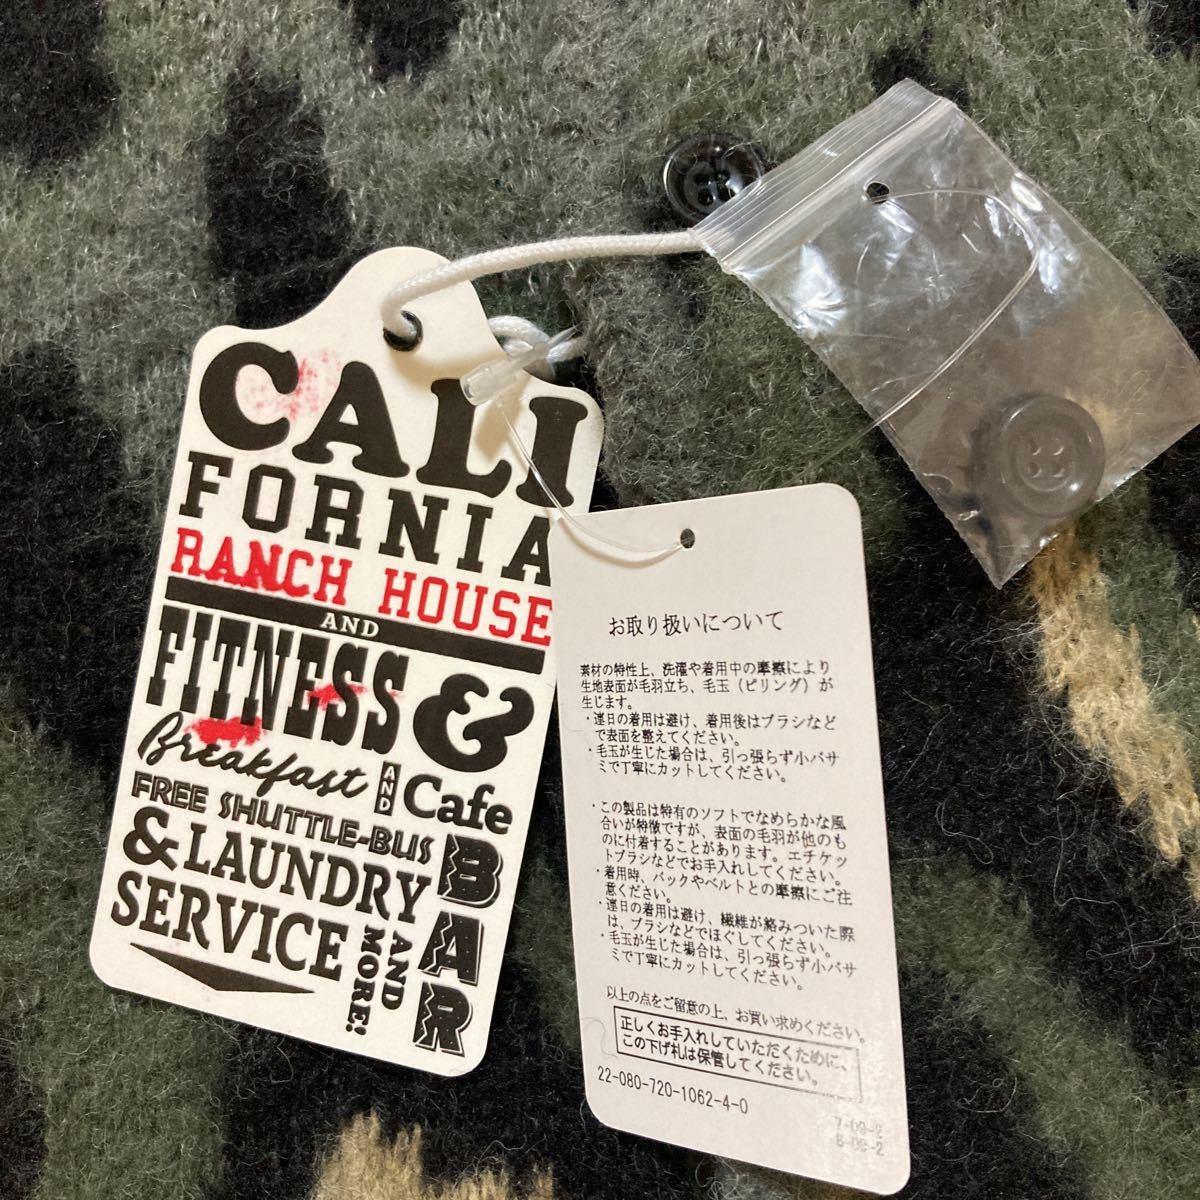 CALI
FORNIA
RANCH HOUSE
AND
FITNESS &
Breakfast AND Cafe
FREE SHUTTLE-BUS
& LAUNDRY
SERVICE
AND
MORE!
BAR
お取り扱いについて
素材の特性上、洗濯や着用中の摩擦により
生地表面が毛羽立ち、毛玉（ピリング）が
生じます。
・連日の着用は避け、着用後はブラシなど
で表面を整えてください。
・毛玉が生じた場合は、引っ張らず小バサ
ミで丁寧にカットしてください。
・この製品は特有のソフトでなめらかな風
合いが特徴ですが、表面の毛羽が他のも
のに付着することがあります。エチケッ
トブラシなどでお手入れしてください。
・着用時、バックやベルトとの摩擦にご注
意ください。
・連日の着用は避け、繊維が絡みついた際
は、ブラシなどでほぐしてください。
・毛玉が生じた場合は、引っ張らず小バサ
ミで丁寧にカットしてください。
以上の点をご留意の上、お買い求めください。
正しくお手入れしていただくために、
この下げ札は保管してください。
22-080-720-1062-4-0